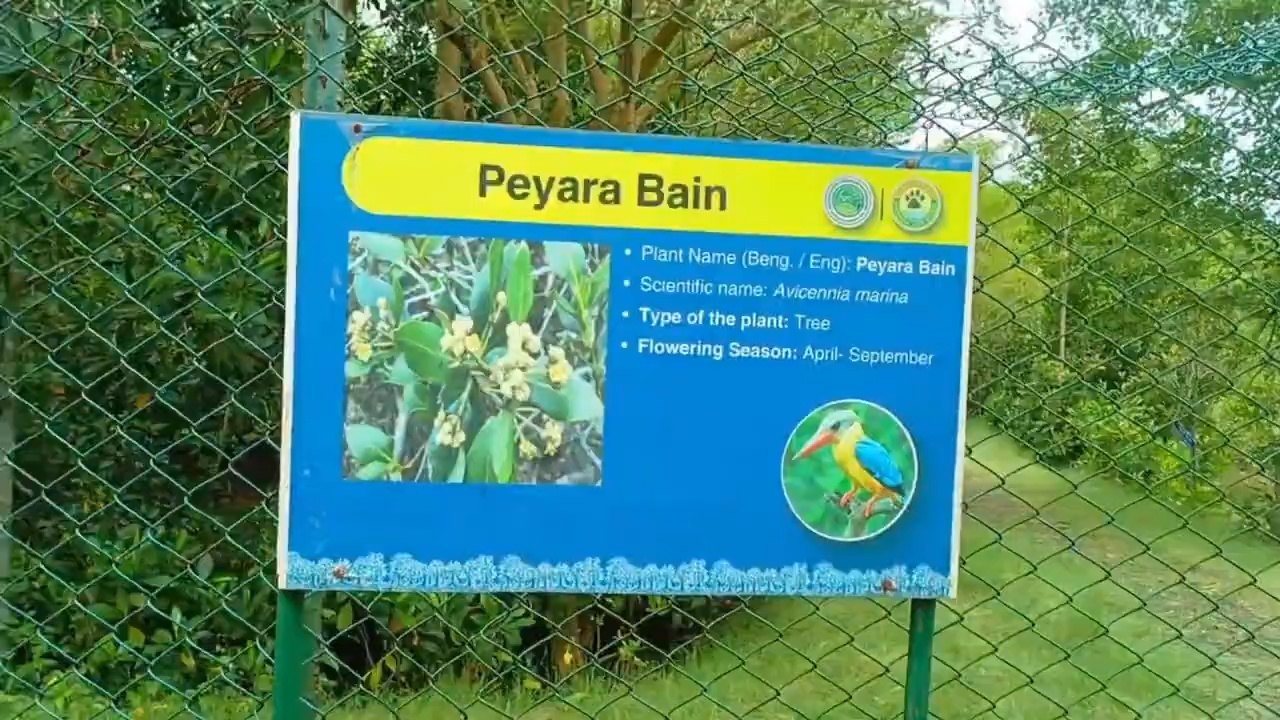 Peyara Bain
• Plant Name (Beng. / Eng): Peyara Bain
• Scientific name: Avicennia marina
• Type of the plant: Tree
• Flowering Season: April- September